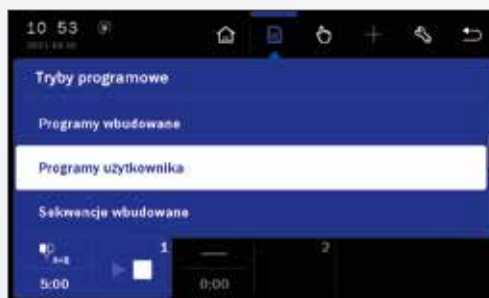 10 53
Tryby programowe
Programy wbudowane
Programy użytkownika
Sekwencje wbudowane
1
2
5:00
0:00